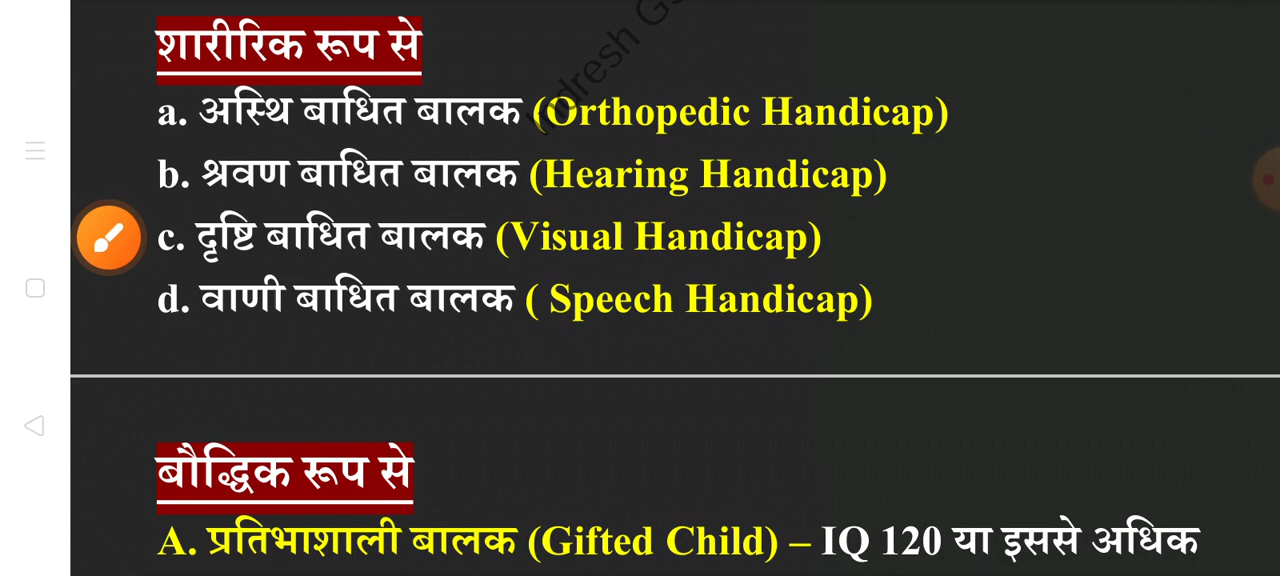 शारीरिक रूप से
a. अस्थि बाधित बालक (Orthopedic Handicap)
b. श्रवण बाधित बालक (Hearing Handicap)
c. दृष्टि बाधित बालक (Visual Handicap)
d. वाणी बाधित बालक ( Speech Handicap)
बौद्धिक रूप से
A. प्रतिभाशाली बालक (Gifted Child) – IQ 120 या इससे अधिक
Indresh